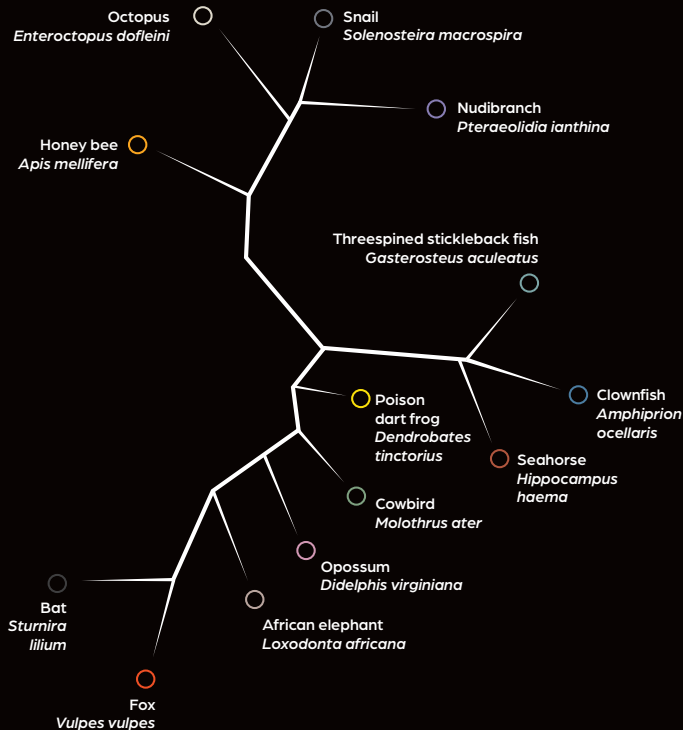 Octopus
Enteroctopus dofleini
Snail
Solenosteira macrospira
Nudibranch
Pteraeolidia ianthina
Honey bee
Apis mellifera
Threespined stickleback fish
Gasterosteus aculeatus
Clownfish
Amphiprion
ocellaris
Poison
dart frog
Dendrobates
tinctorius
Seahorse
Hippocampus
haema
Cowbird
Molothrus ater
Opossum
Didelphis virginiana
Bat
Sturnira
lilium
African elephant
Loxodonta africana
Fox
Vulpes vulpes